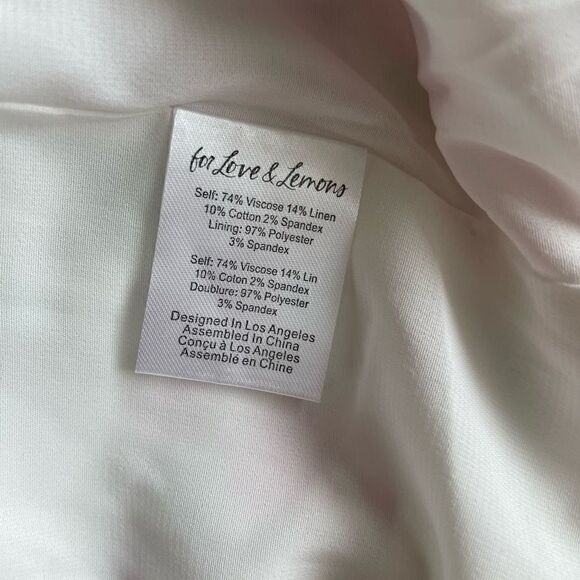 for Love & Lemons
Self: 74% Viscose 14% Linen
10% Cotton 2% Spandex
Lining: 97% Polyester
3% Spandex
Self: 74% Viscose 14% Lin
10% Coton 2% Spandex
Doublure: 97% Polyester
3% Spandex
Designed In Los Angeles
Assembled In China
Conçu à Los Angeles
Assemblé en Chine